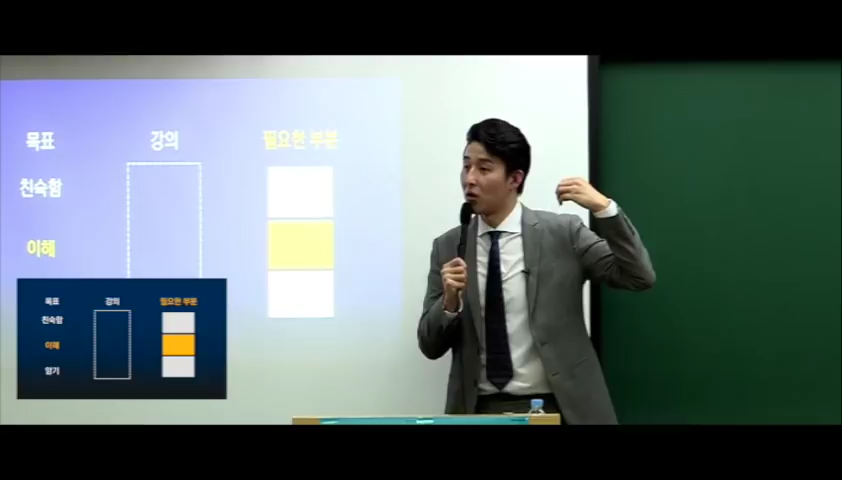 목표 강의 필요한 부분
친숙함
이해
목표 강의 필요한 부분
친숙함
이해
암기